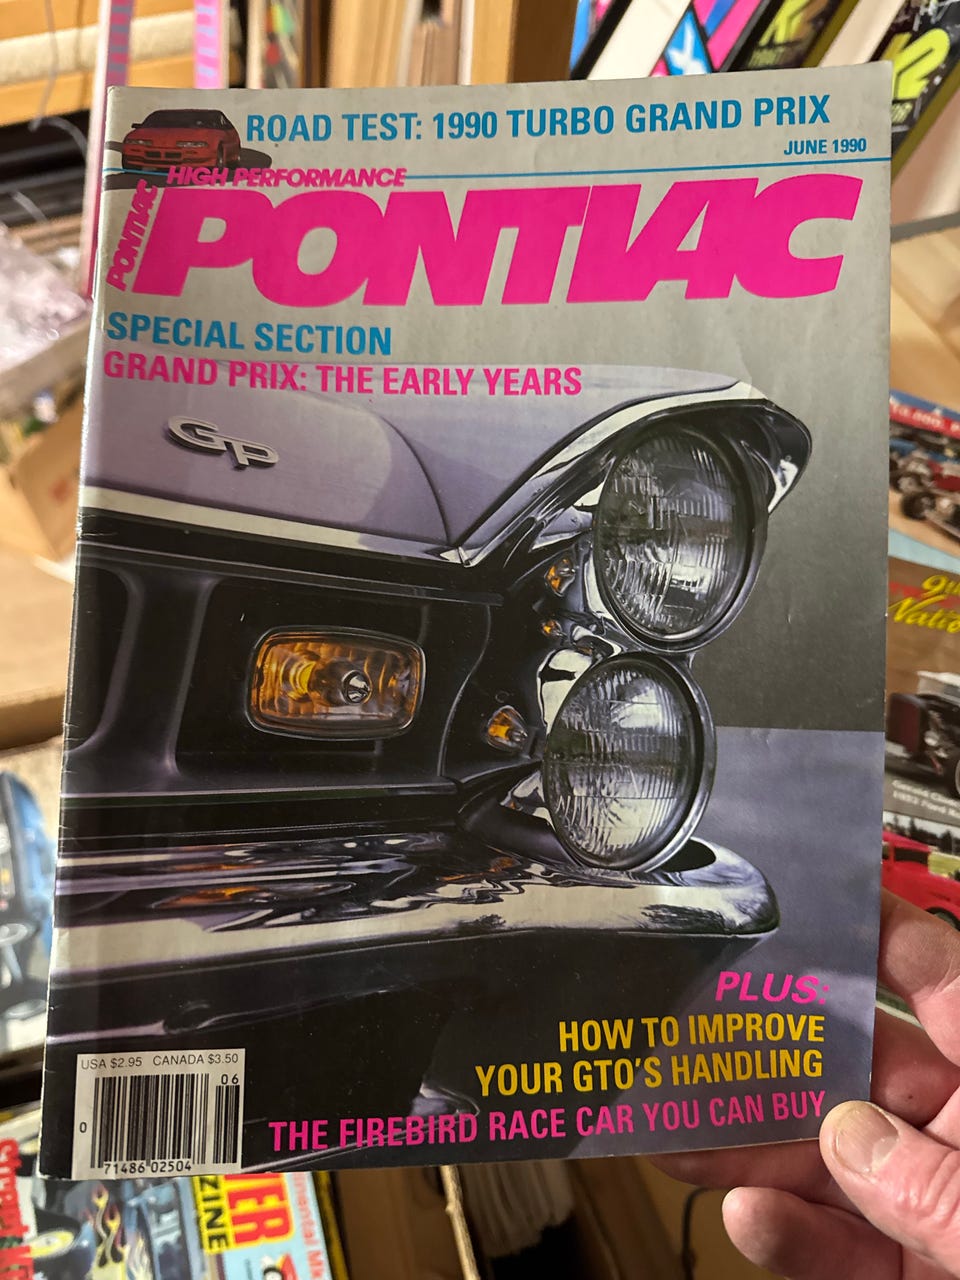 ROAD TEST: 1990 TURBO GRAND PRIX
JUNE 1990
HIGH PERFORMANCE
PONTIAC
PONTIAC
SPECIAL SECTION
GRAND PRIX: THE EARLY YEARS
GP
PLUS:
HOW TO IMPROVE
YOUR GTO'S HANDLING
THE FIREBIRD RACE CAR YOU CAN BUY
USA $2.95 CANADA $3.50
06
0
71486 02504
K2